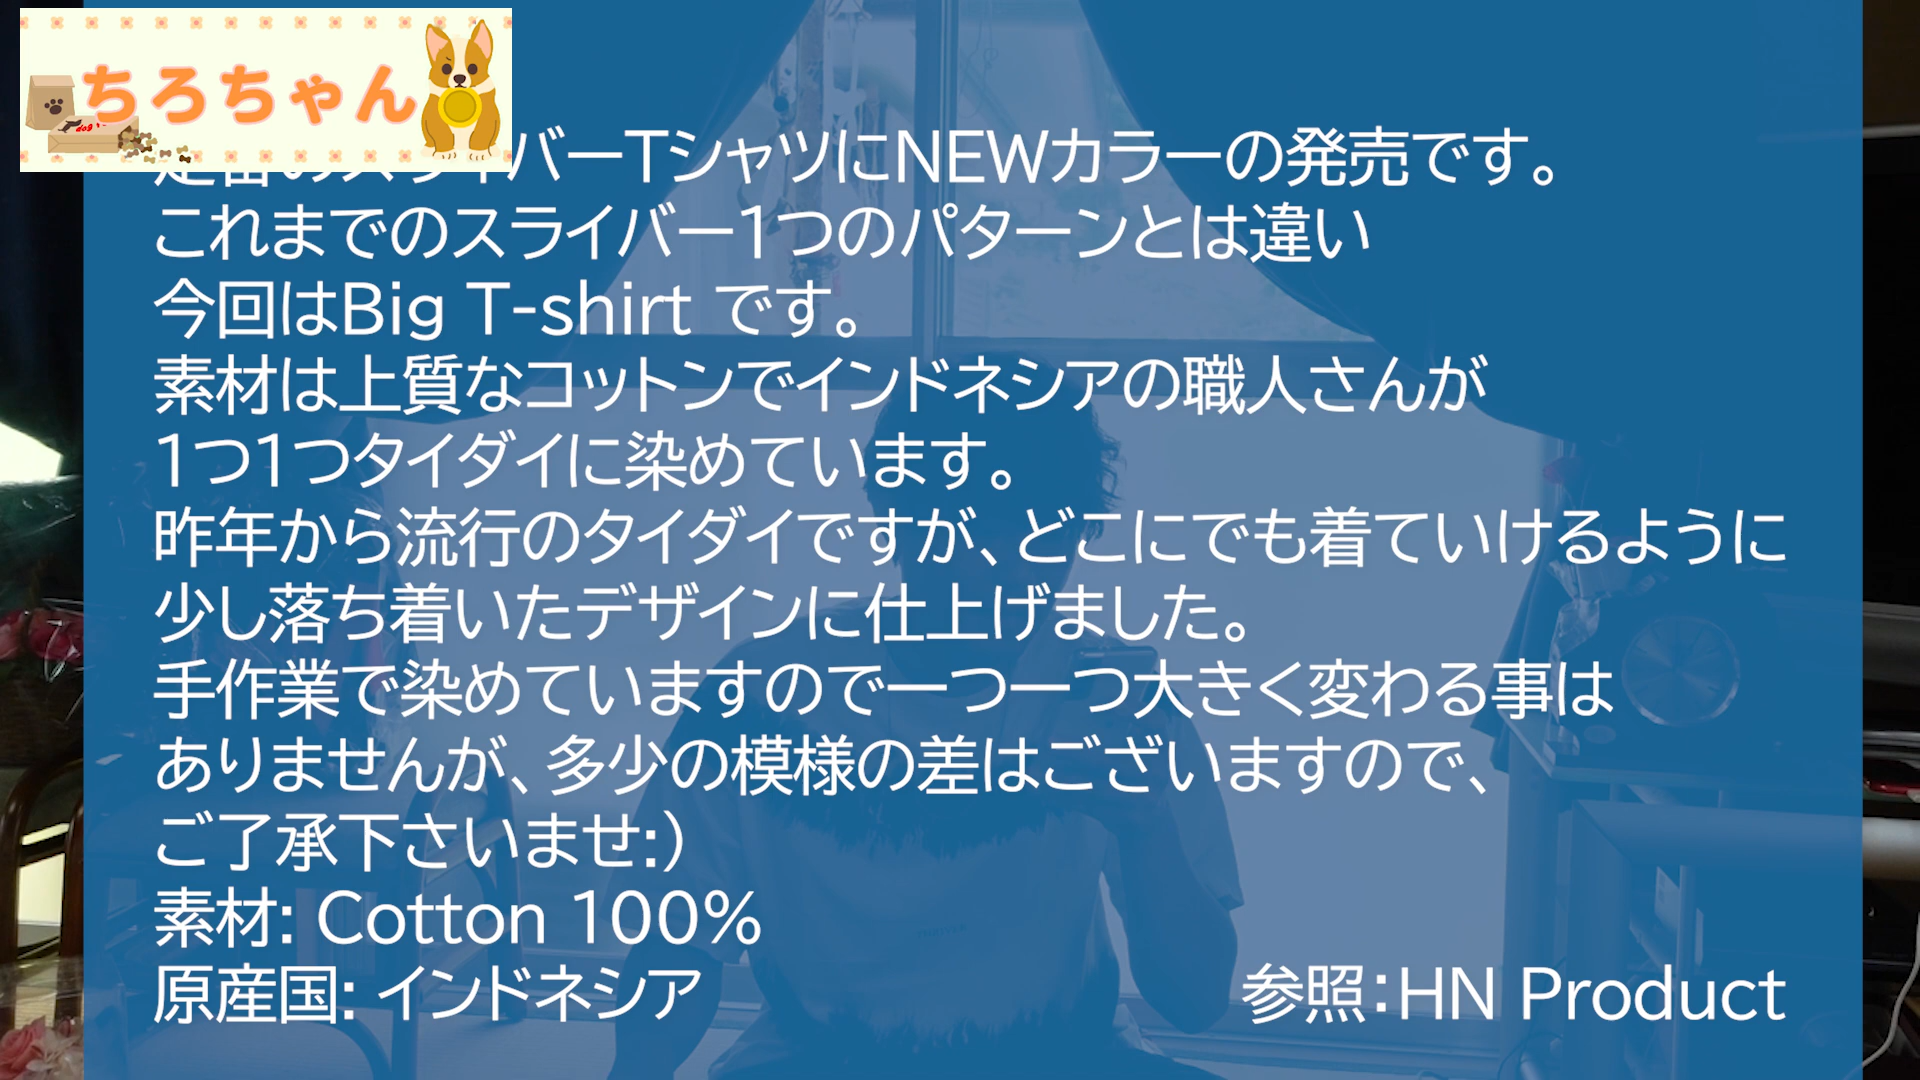 ちろちゃん
dog
バーTシャツにNEWカラーの発売です。
これまでのスライバー1つのパターンとは違い
今回はBig T-shirt です。
素材は上質なコットンでインドネシアの職人さんが
1つ1つタイダイに染めています。
昨年から流行のタイダイですが、どこにでも着ていけるように
少し落ち着いたデザインに仕上げました。
手作業で染めていますので一つ一つ大きく変わる事は
ありませんが、多少の模様の差はございますので、
ご了承下さいませ:)
素材: Cotton 100%
原産国: インドネシア
参照：HN Product